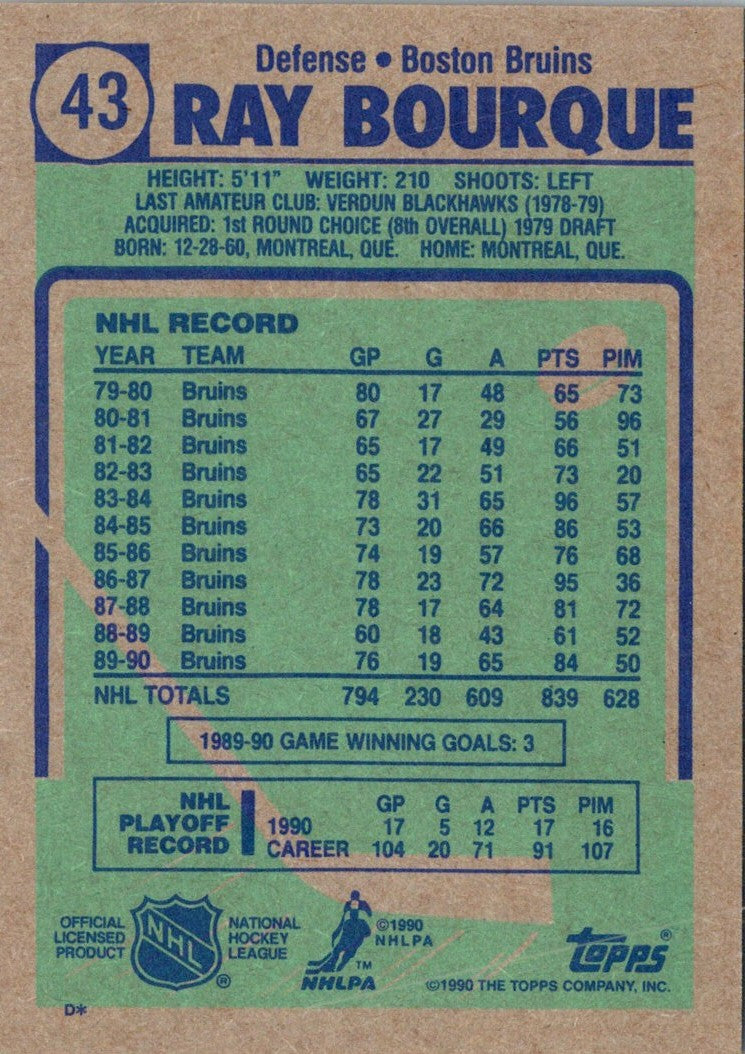 43
Defense • Boston Bruins
RAY BOURQUE
HEIGHT: 5'11" WEIGHT: 210 SHOOTS: LEFT
LAST AMATEUR CLUB: VERDUN BLACKHAWKS (1978-79)
ACQUIRED: 1st ROUND CHOICE (8th OVERALL) 1979 DRAFT
BORN: 12-28-60, MONTREAL, QUE. HOME: MONTREAL, QUE.
NHL RECORD
YEAR TEAM GP G A PTS PIM
79-80 Bruins 80 17 48 65 73
80-81 Bruins 67 27 29 56 96
81-82 Bruins 65 17 49 66 51
82-83 Bruins 65 22 51 73 20
83-84 Bruins 78 31 65 96 57
84-85 Bruins 73 20 66 86 53
85-86 Bruins 74 19 57 76 68
86-87 Bruins 78 23 72 95 36
87-88 Bruins 78 17 64 81 72
88-89 Bruins 60 18 43 61 52
89-90 Bruins 76 19 65 84 50
NHL TOTALS 794 230 609 839 628
1989-90 GAME WINNING GOALS: 3
NHL PLAYOFF RECORD
GP G A PTS PIM
1990 17 5 12 17 16
CAREER 104 20 71 91 107
OFFICIAL
LICENSED
PRODUCT
NHL
®
NATIONAL
HOCKEY
LEAGUE
©1990
NHLPA
TM
NHLPA
topps®
©1990 THE TOPPS COMPANY, INC.
D*